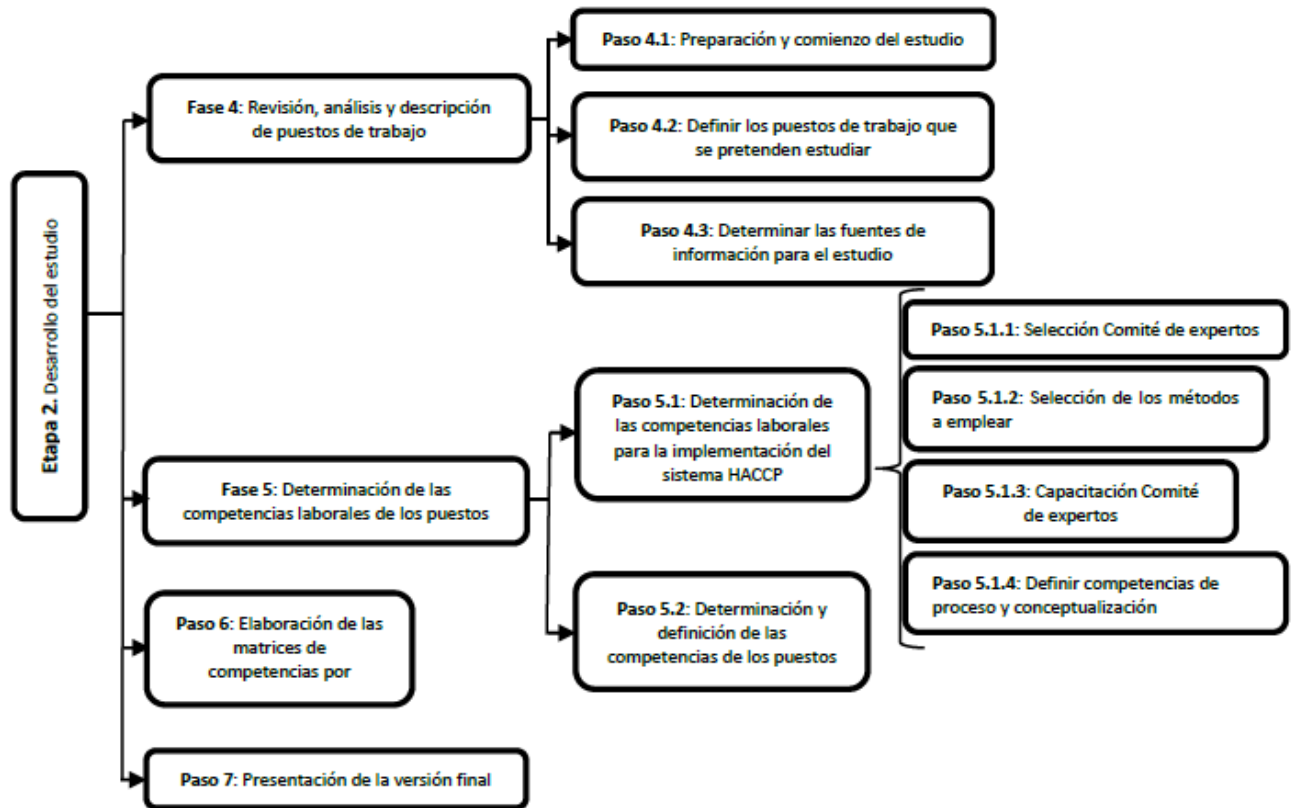 Etapa 2. Desarrollo del estudio
Fase 4: Revisión, análisis y descripción
de puestos de trabajo
Paso 4.1: Preparación y comienzo del estudio
Paso 4.2: Definir los puestos de trabajo que
se pretenden estudiar
Paso 4.3: Determinar las fuentes de
información para el estudio
Fase 5: Determinación de las
competencias laborales de los puestos
Paso 5.1: Determinación de
las competencias laborales
para la implementación del
sistema HACCP
Paso 5.1.1: Selección Comité de expertos
Paso 5.1.2: Selección de los métodos
a emplear
Paso 5.1.3: Capacitación Comité
de expertos
Paso 5.1.4: Definir competencias de
proceso y conceptualización
Paso 5.2: Determinación y
definición de las
competencias de los puestos
Paso 6: Elaboración de las
matrices de
competencias por
Paso 7: Presentación de la versión final